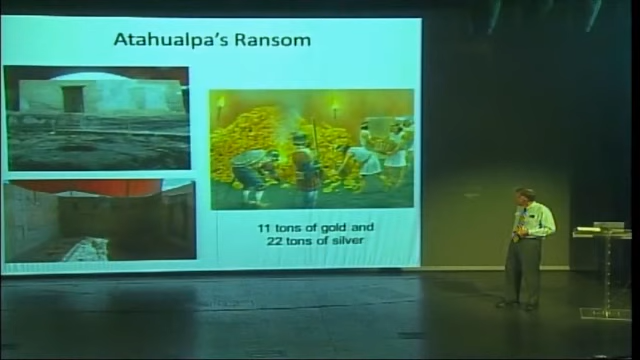 Atahualpa's Ransom
11 tons of gold and
22 tons of silver